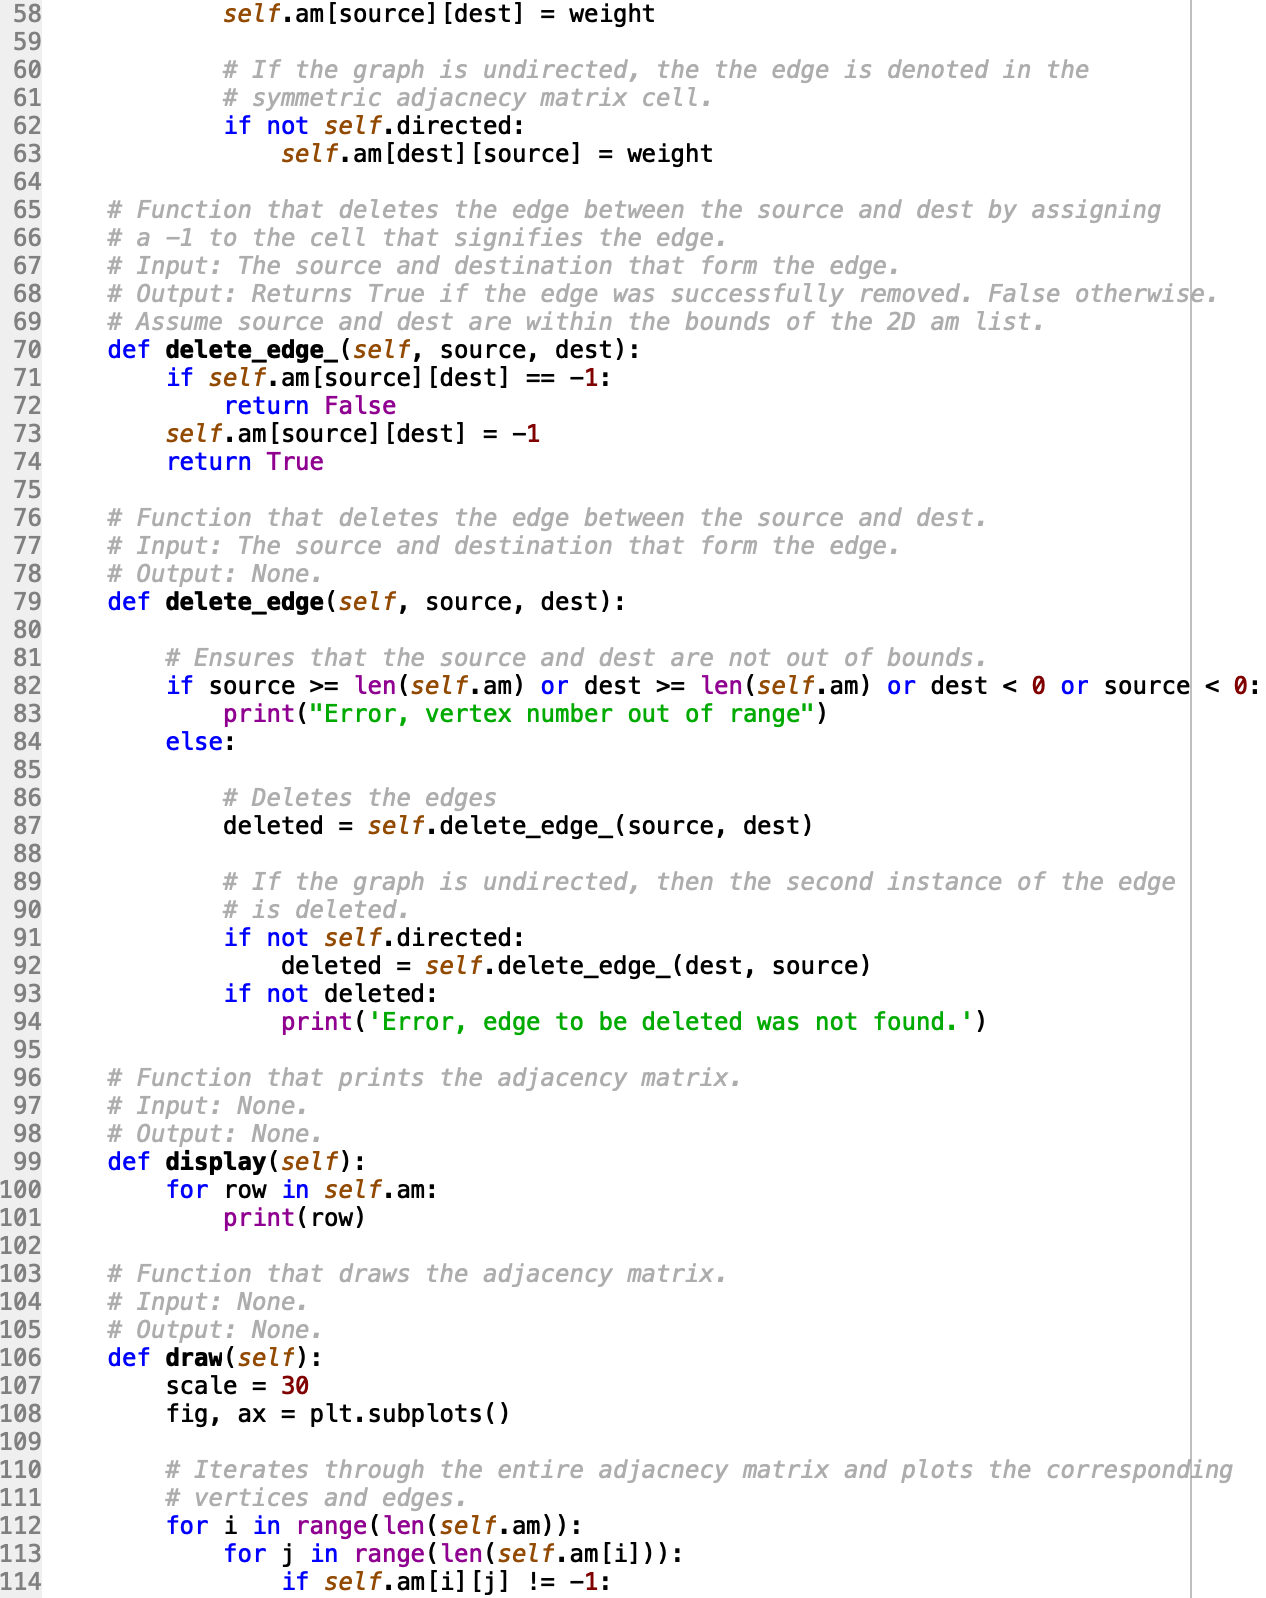 58            self.am[source][dest] = weight
59
60            # If the graph is undirected, the the edge is denoted in the
61            # symmetric adjacnecy matrix cell.
62            if not self.directed:
63                self.am[dest][source] = weight
64
65    # Function that deletes the edge between the source and dest by assigning
66    # a -1 to the cell that signifies the edge.
67    # Input: The source and destination that form the edge.
68    # Output: Returns True if the edge was successfully removed. False otherwise.
69    # Assume source and dest are within the bounds of the 2D am list.
70    def delete_edge_(self, source, dest):
71        if self.am[source][dest] == -1:
72            return False
73        self.am[source][dest] = -1
74        return True
75
76    # Function that deletes the edge between the source and dest.
77    # Input: The source and destination that form the edge.
78    # Output: None.
79    def delete_edge(self, source, dest):
80
81        # Ensures that the source and dest are not out of bounds.
82        if source >= len(self.am) or dest >= len(self.am) or dest < 0 or source < 0:
83            print("Error, vertex number out of range")
84        else:
85
86            # Deletes the edges
87            deleted = self.delete_edge_(source, dest)
88
89            # If the graph is undirected, then the second instance of the edge
90            # is deleted.
91            if not self.directed:
92                deleted = self.delete_edge_(dest, source)
93            if not deleted:
94                print('Error, edge to be deleted was not found.')
95
96    # Function that prints the adjacency matrix.
97    # Input: None.
98    # Output: None.
99    def display(self):
100        for row in self.am:
101            print(row)
102
103    # Function that draws the adjacency matrix.
104    # Input: None.
105    # Output: None.
106    def draw(self):
107        scale = 30
108        fig, ax = plt.subplots()
109
110        # Iterates through the entire adjacnecy matrix and plots the corresponding
111        # vertices and edges.
112        for i in range(len(self.am)):
113            for j in range(len(self.am[i])):
114                if self.am[i][j] != -1: